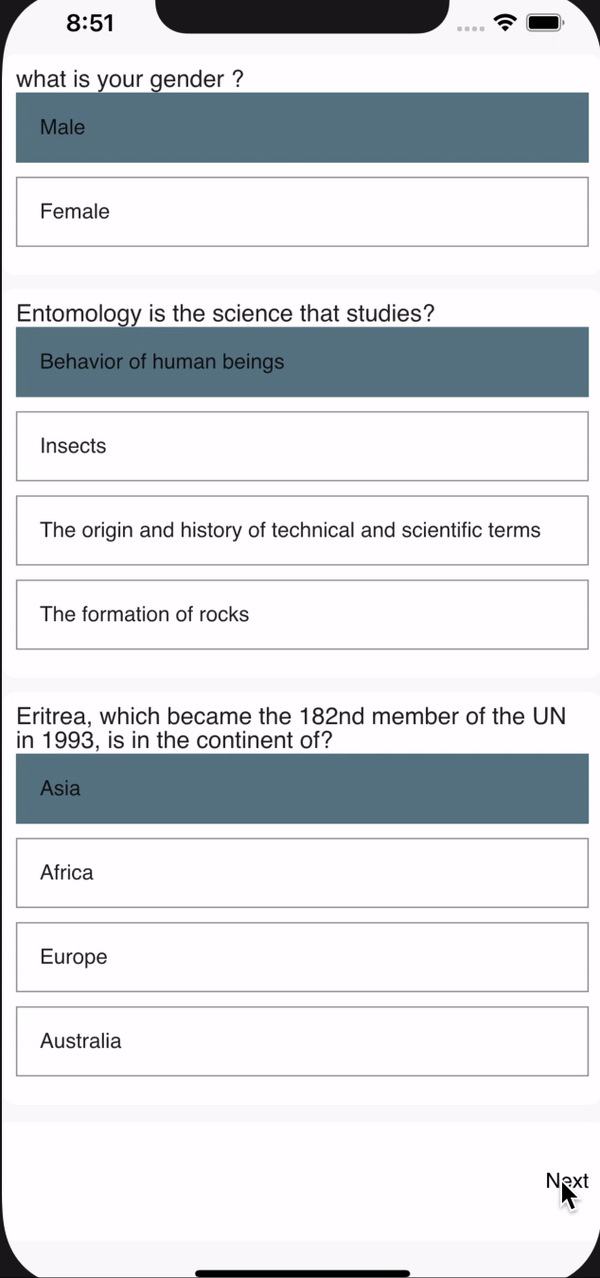 8:51
what is your gender ?
Male
Female
Entomology is the science that studies?
Behavior of human beings
Insects
The origin and history of technical and scientific terms
The formation of rocks
Eritrea, which became the 182nd member of the UN
in 1993, is in the continent of?
Asia
Africa
Europe
Australia
Next